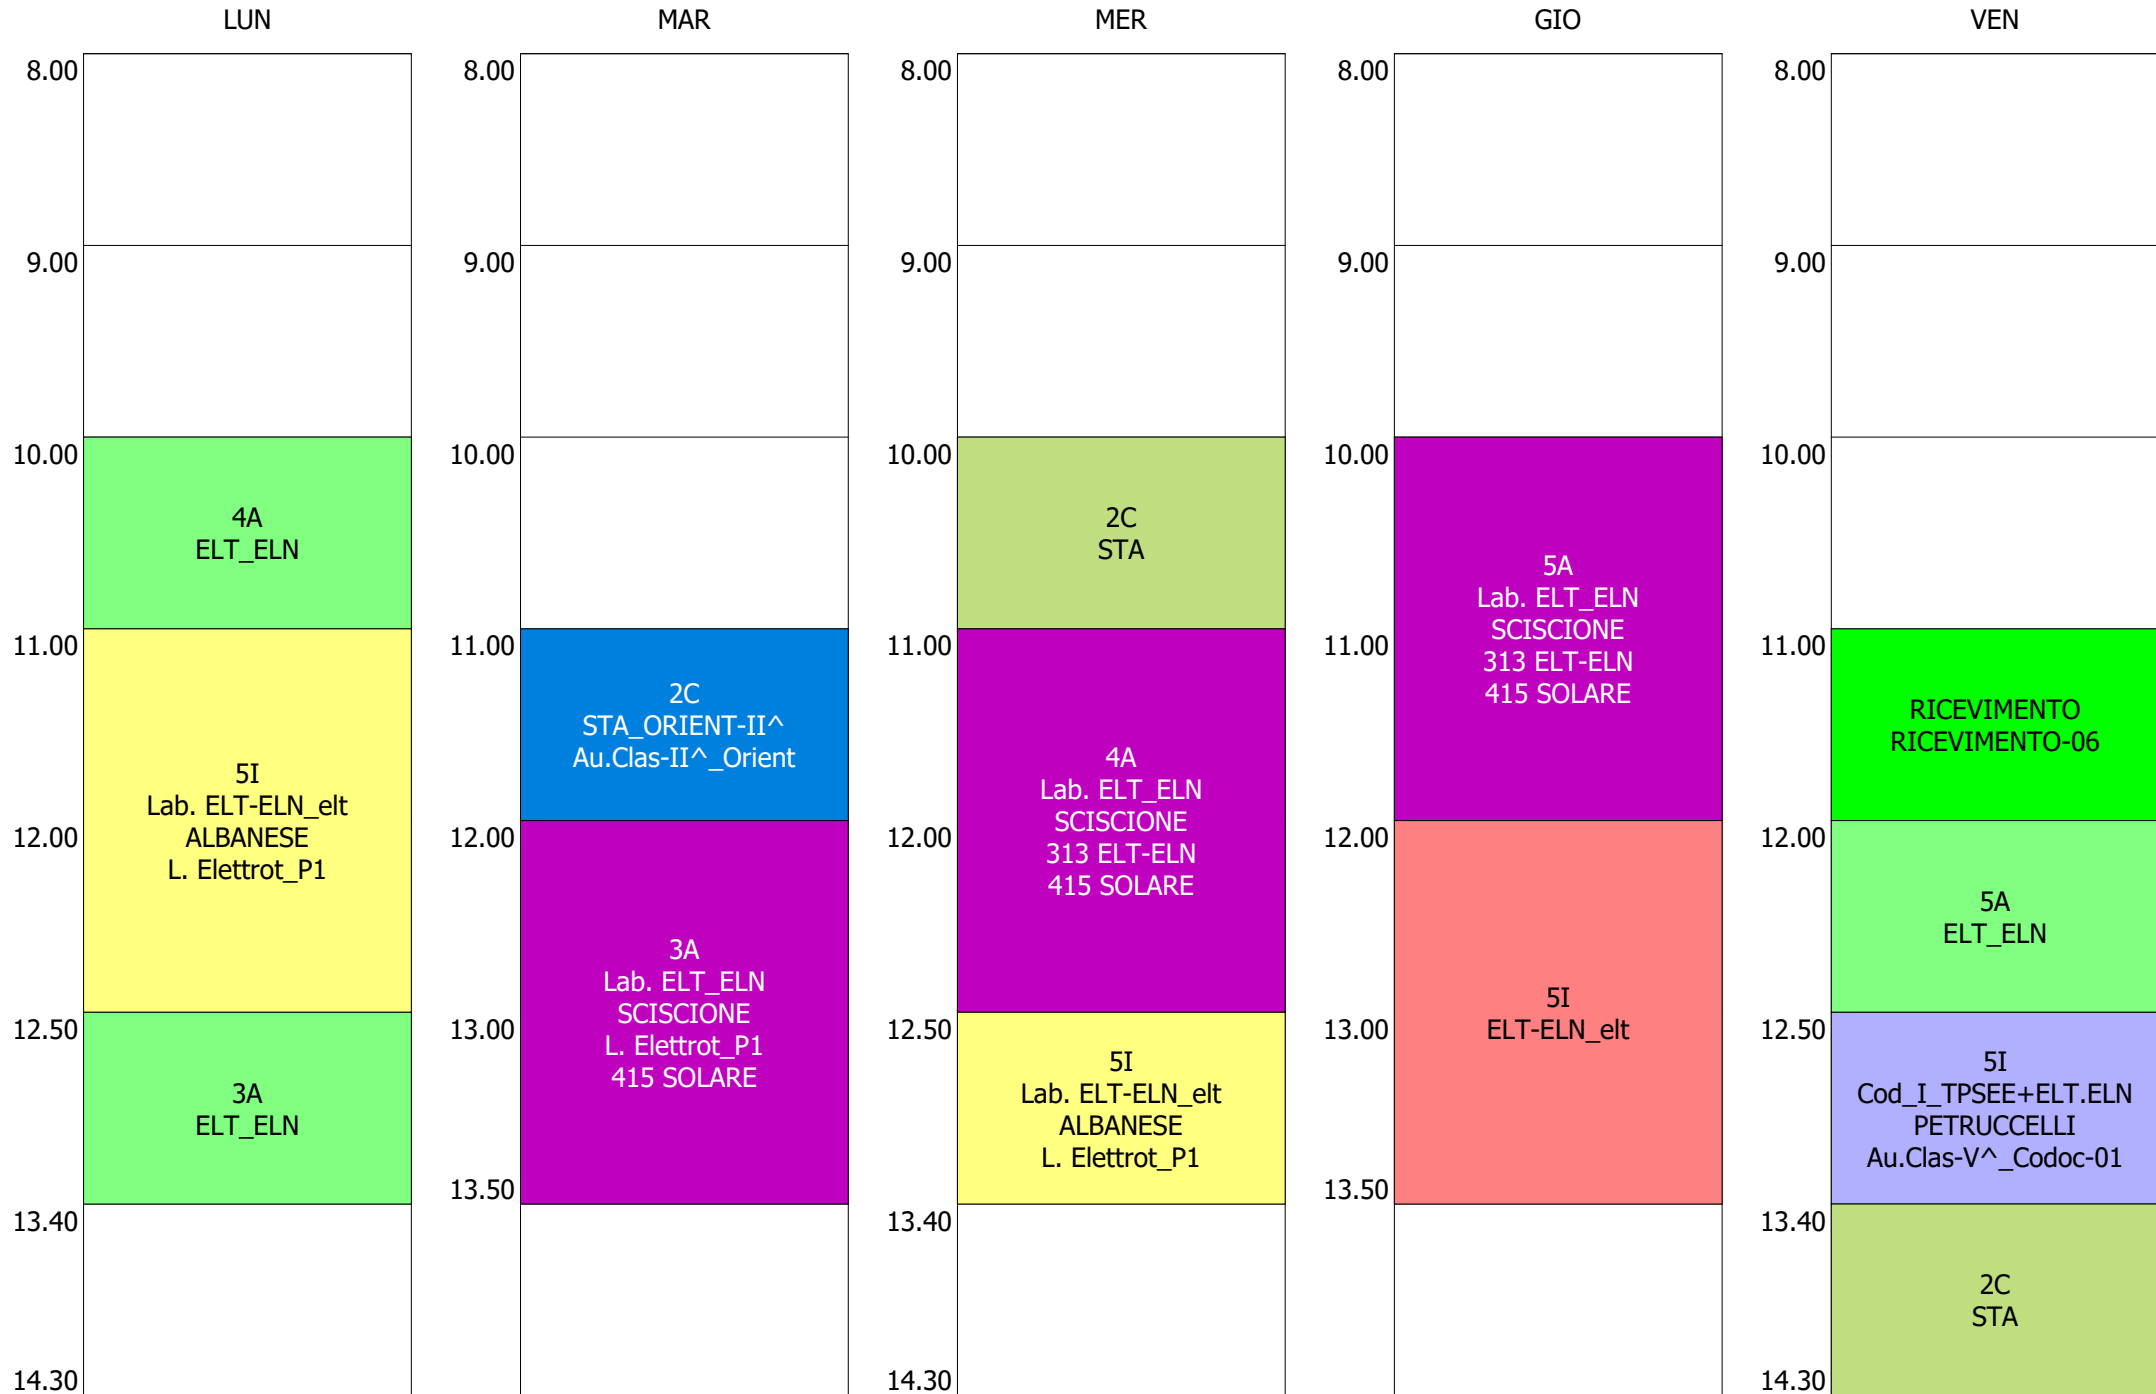 LUN
8.00
9.00
10.00
4A
ELT_ELN
11.00
5I
Lab. ELT-ELN_elt
ALBANESE
L. Elettrot_P1
12.00
12.50
3A
ELT_ELN
13.40
14.30
MAR
8.00
9.00
10.00
11.00
2C
STA_ORIENT-II^
Au.Clas-II^_Orient
12.00
3A
Lab. ELT_ELN
SCISCIONE
L. Elettrot_P1
415 SOLARE
13.00
13.50
MER
8.00
9.00
10.00
2C
STA
11.00
4A
Lab. ELT_ELN
SCISCIONE
313 ELT-ELN
415 SOLARE
12.00
12.50
5I
Lab. ELT-ELN_elt
ALBANESE
L. Elettrot_P1
13.40
14.30
GIO
8.00
9.00
10.00
5A
Lab. ELT_ELN
SCISCIONE
313 ELT-ELN
415 SOLARE
11.00
12.00
5I
ELT-ELN_elt
13.00
13.50
VEN
8.00
9.00
10.00
11.00
RICEVIMENTO
RICEVIMENTO-06
12.00
5A
ELT_ELN
12.50
5I
Cod_I_TPSEE+ELT.ELN
PETRUCCELLI
Au.Clas-V^_Codoc-01
13.40
2C
STA
14.30